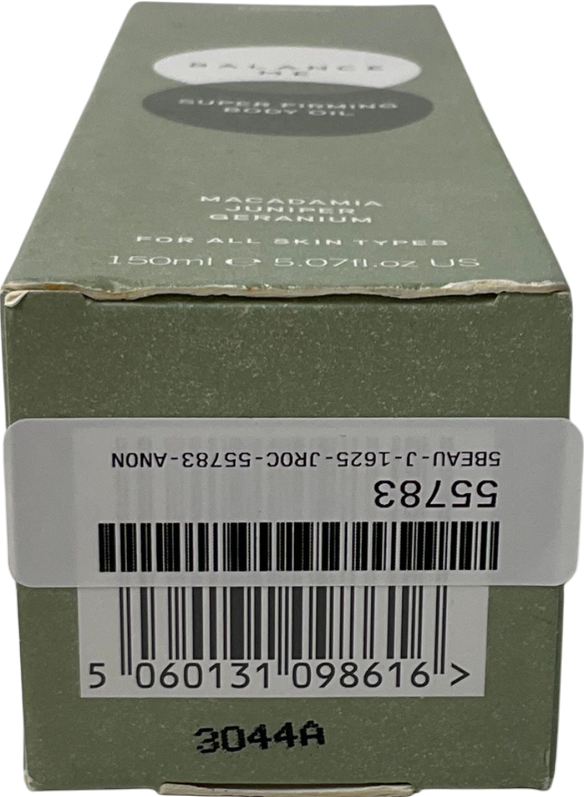 BALANCE
ME
SUPER FIRMING
BODY OIL
MACADAMIA
JUNIPER
GERANIUM
FOR ALL SKIN TYPES
150ml ℮ 5.07fl.oz US
5BEAU-J-1625-JROC-55783-ANON
55783
5 060131 098616 >
3044A